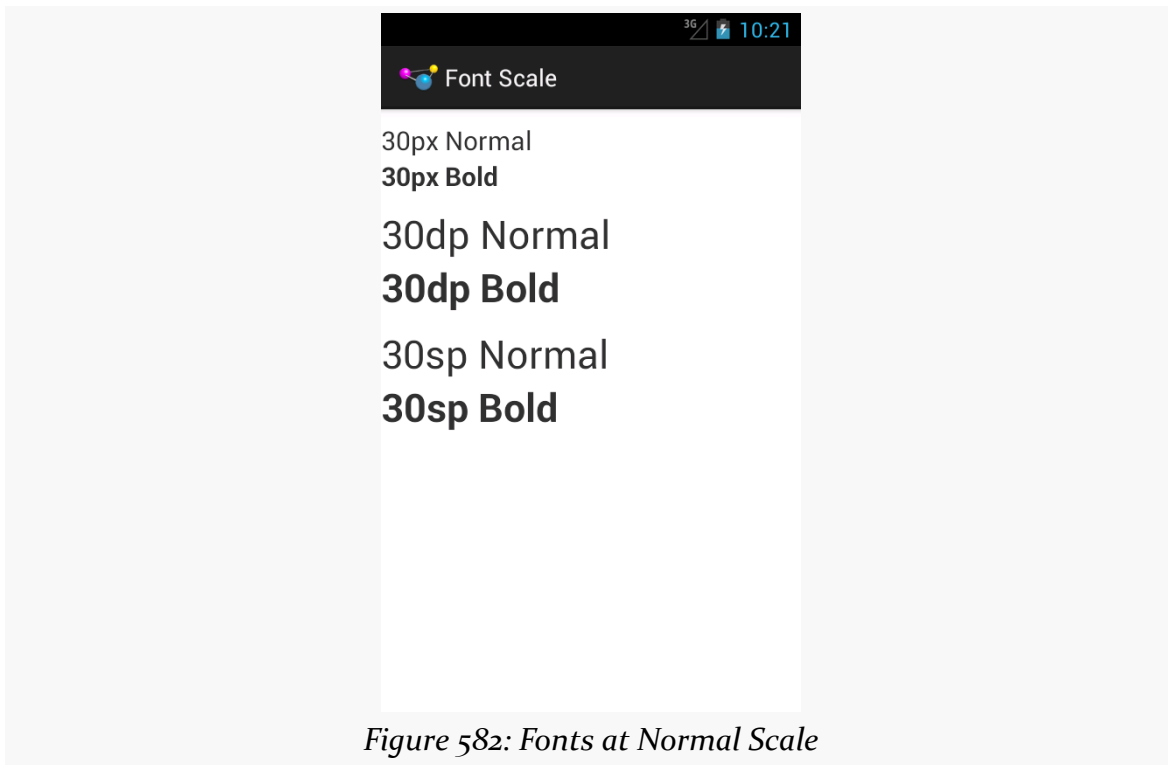 3G 10:21
Font Scale
30px Normal
30px Bold
30dp Normal
30dp Bold
30sp Normal
30sp Bold
Figure 582: Fonts at Normal Scale